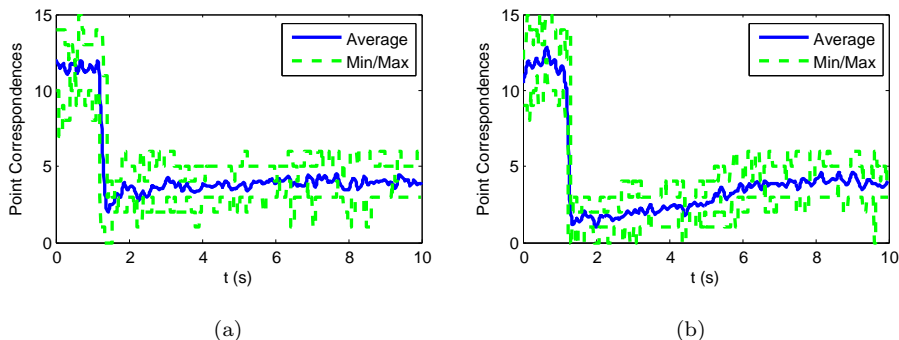 Point Correspondences
15
10
5
0
Average
Min/Max
0 2 4 6 8 10
t (s)
(a)
Point Correspondences
15
10
5
0
Average
Min/Max
0 2 4 6 8 10
t (s)
(b)